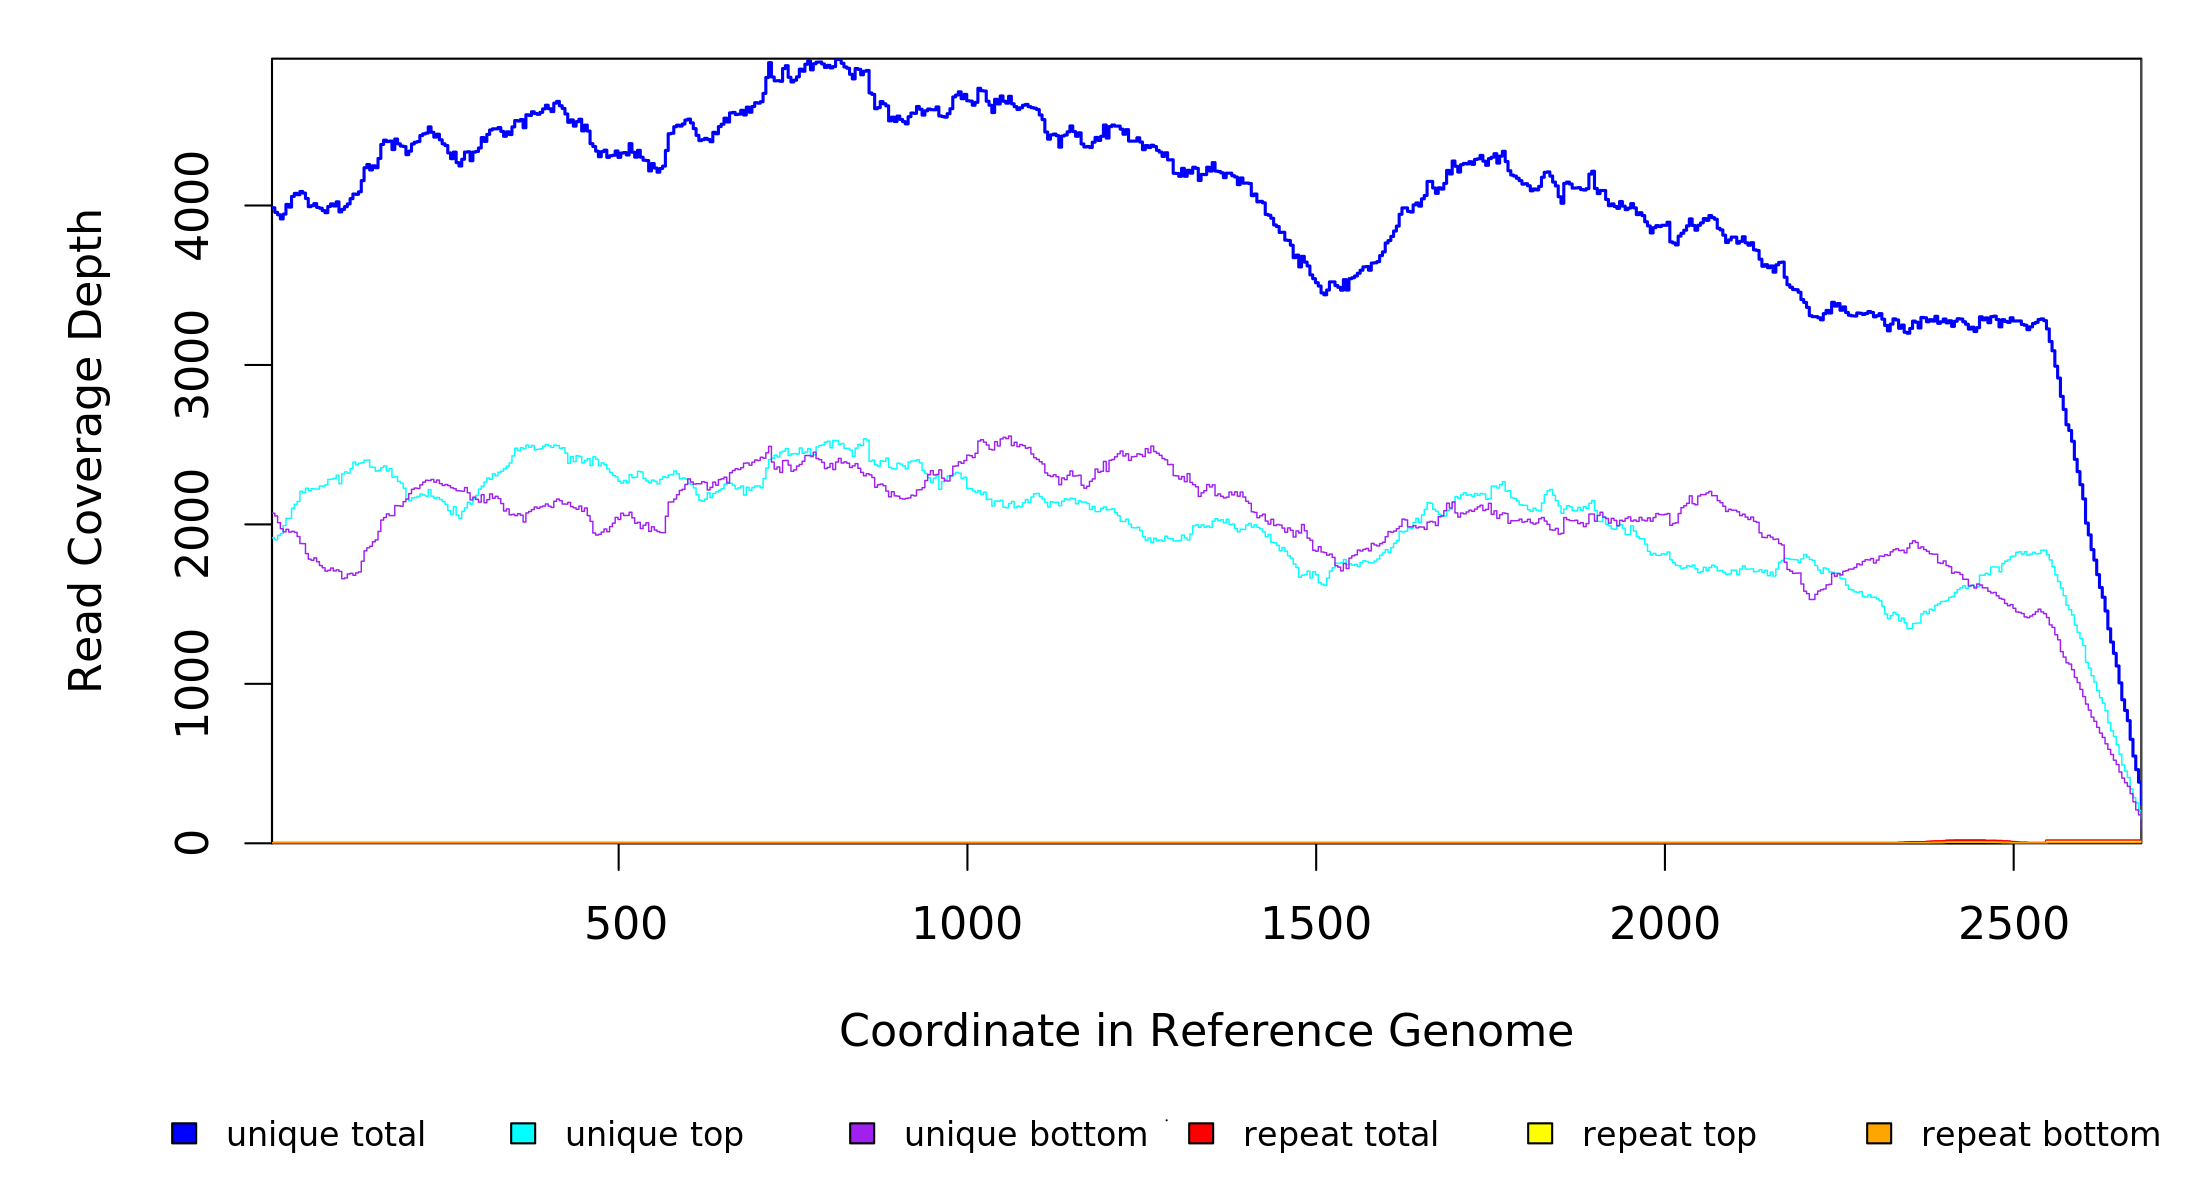 Read Coverage Depth
4000
3000
2000
1000
0
500 1000 1500 2000 2500
Coordinate in Reference Genome
unique total unique top unique bottom repeat total repeat top repeat bottom